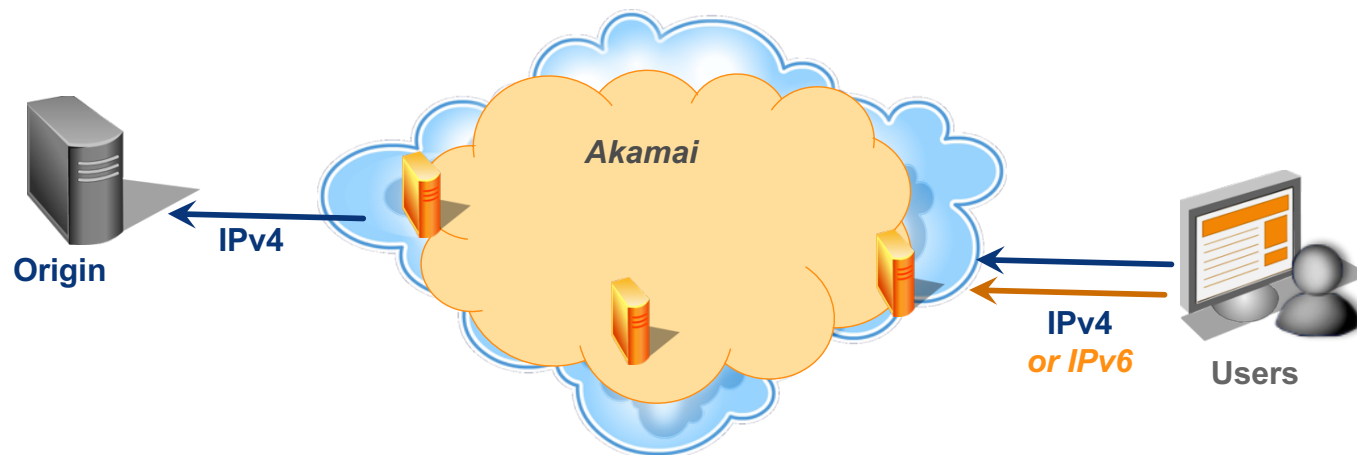 Akamai
IPv4
Origin
IPv4
or IPv6
Users